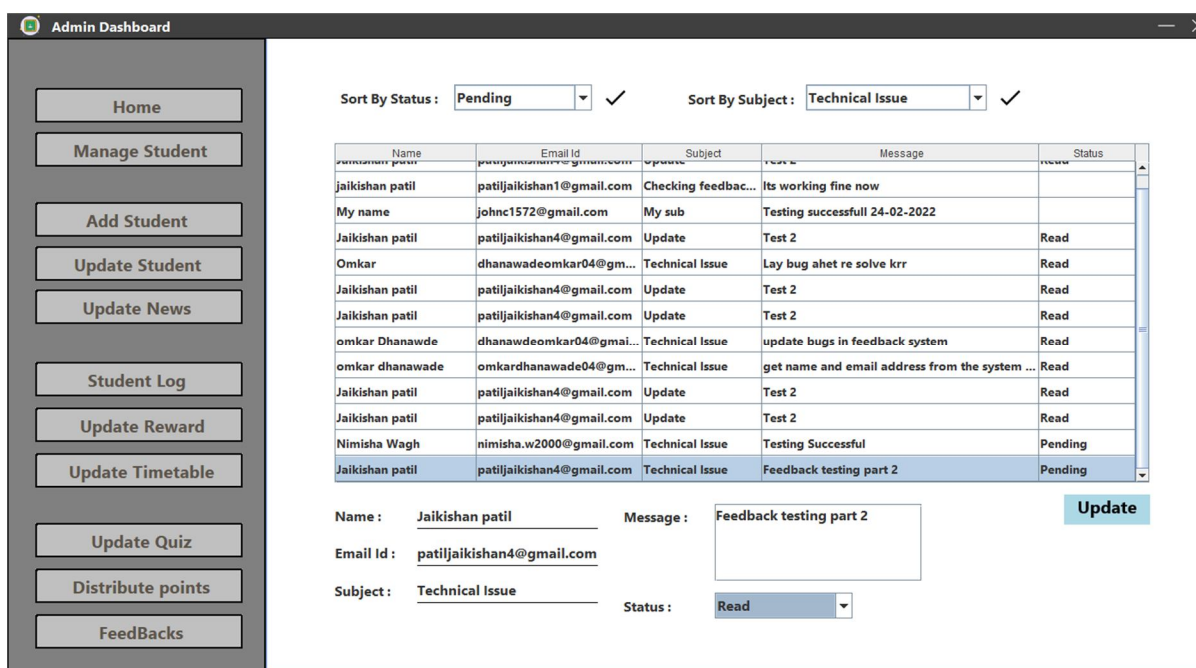 Admin Dashboard
Home
Manage Student
Add Student
Update Student
Update News
Student Log
Update Reward
Update Timetable
Update Quiz
Distribute points
FeedBacks
Sort By Status : Pending
Sort By Subject : Technical Issue
Name Email Id Subject Message Status
Jaikishan patil patiljaikishan4@gmail.com Update Test 2 Read
jaikishan patil patiljaikishan1@gmail.com Checking feedbac... Its working fine now
My name johnc1572@gmail.com My sub Testing successfull 24-02-2022
Jaikishan patil patiljaikishan4@gmail.com Update Test 2 Read
Omkar dhanawadeomkar04@gm... Technical Issue Lay bug ahet re solve krr Read
Jaikishan patil patiljaikishan4@gmail.com Update Test 2 Read
Jaikishan patil patiljaikishan4@gmail.com Update Test 2 Read
omkar Dhanawde dhanawdeomkar04@gmai... Technical Issue update bugs in feedback system Read
omkar dhanawade omkardhanawade04@gm... Technical Issue get name and email address from the system ... Read
Jaikishan patil patiljaikishan4@gmail.com Update Test 2 Read
Jaikishan patil patiljaikishan4@gmail.com Update Test 2 Read
Nimisha Wagh nimisha.w2000@gmail.com Technical Issue Testing Successful Pending
Jaikishan patil patiljaikishan4@gmail.com Technical Issue Feedback testing part 2 Pending
Update
Name : Jaikishan patil
Email Id : patiljaikishan4@gmail.com
Subject : Technical Issue
Message : Feedback testing part 2
Status : Read